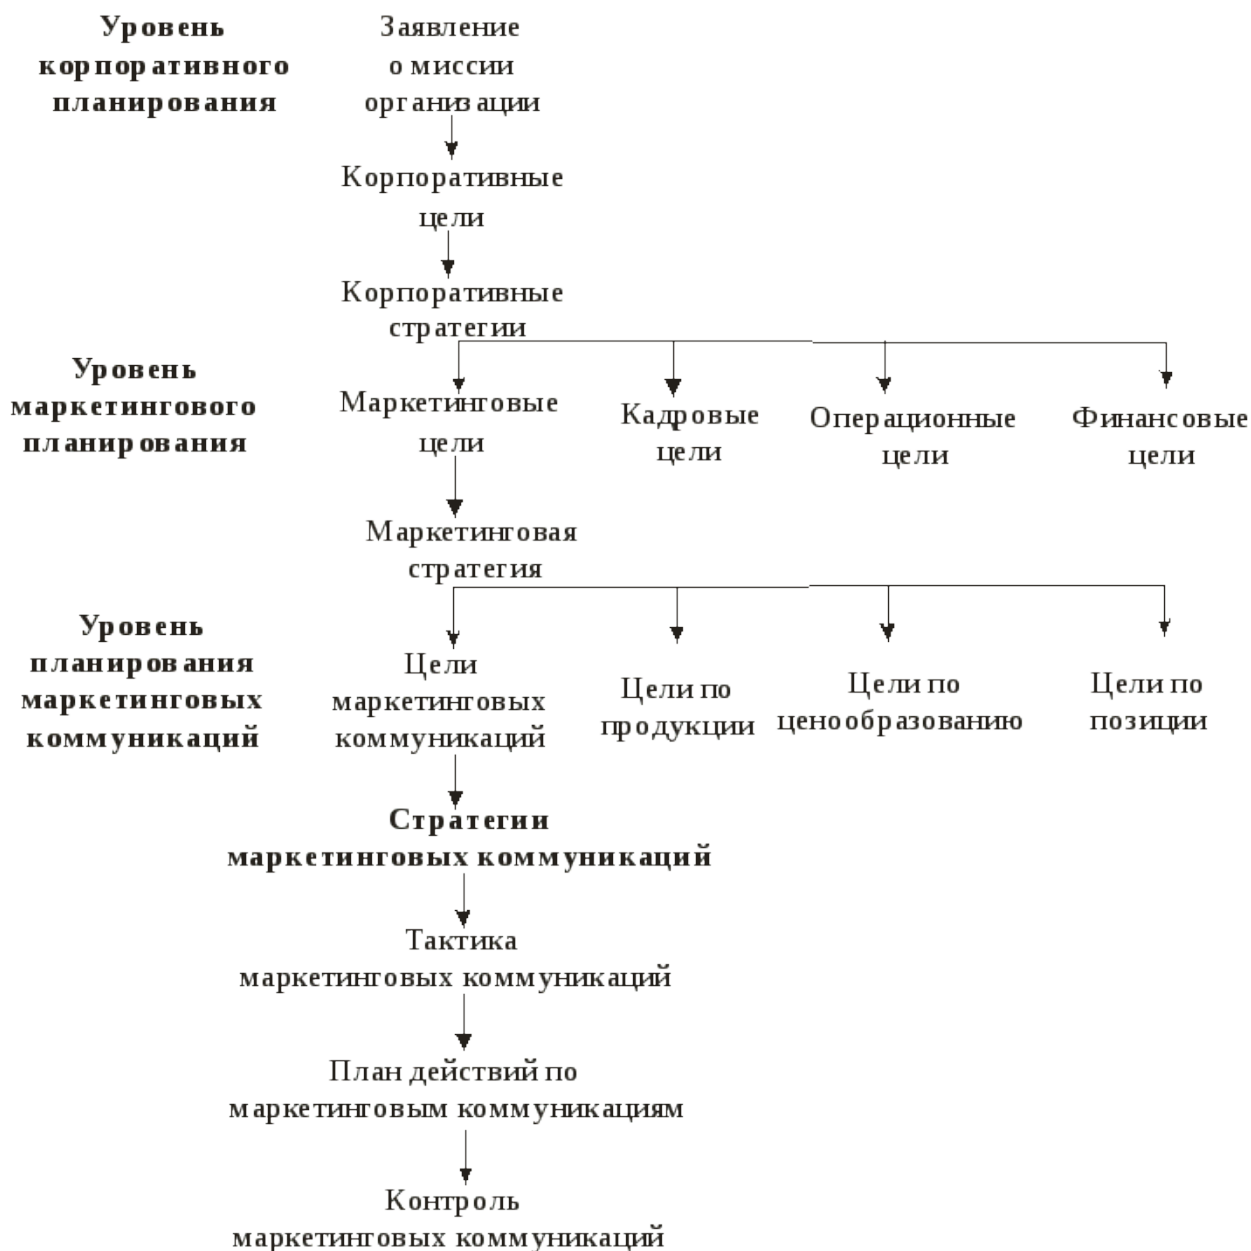 Уровень
корпоративного
планирования
Заявление
о миссии
организации
Корпоративные
цели
Корпоративные
стратегии
Уровень
маркетингового
планирования
Маркетинговые
цели
Кадровые
цели
Операционные
цели
Финансовые
цели
Маркетинговая
стратегия
Уровень
планирования
маркетинговых
коммуникаций
Цели
маркетинговых
коммуникаций
Цели по
продукции
Цели по
ценообразованию
Цели по
позиции
Стратегии
маркетинговых коммуникаций
Тактика
маркетинговых коммуникаций
План действий по
маркетинговым коммуникациям
Контроль
маркетинговых коммуникаций